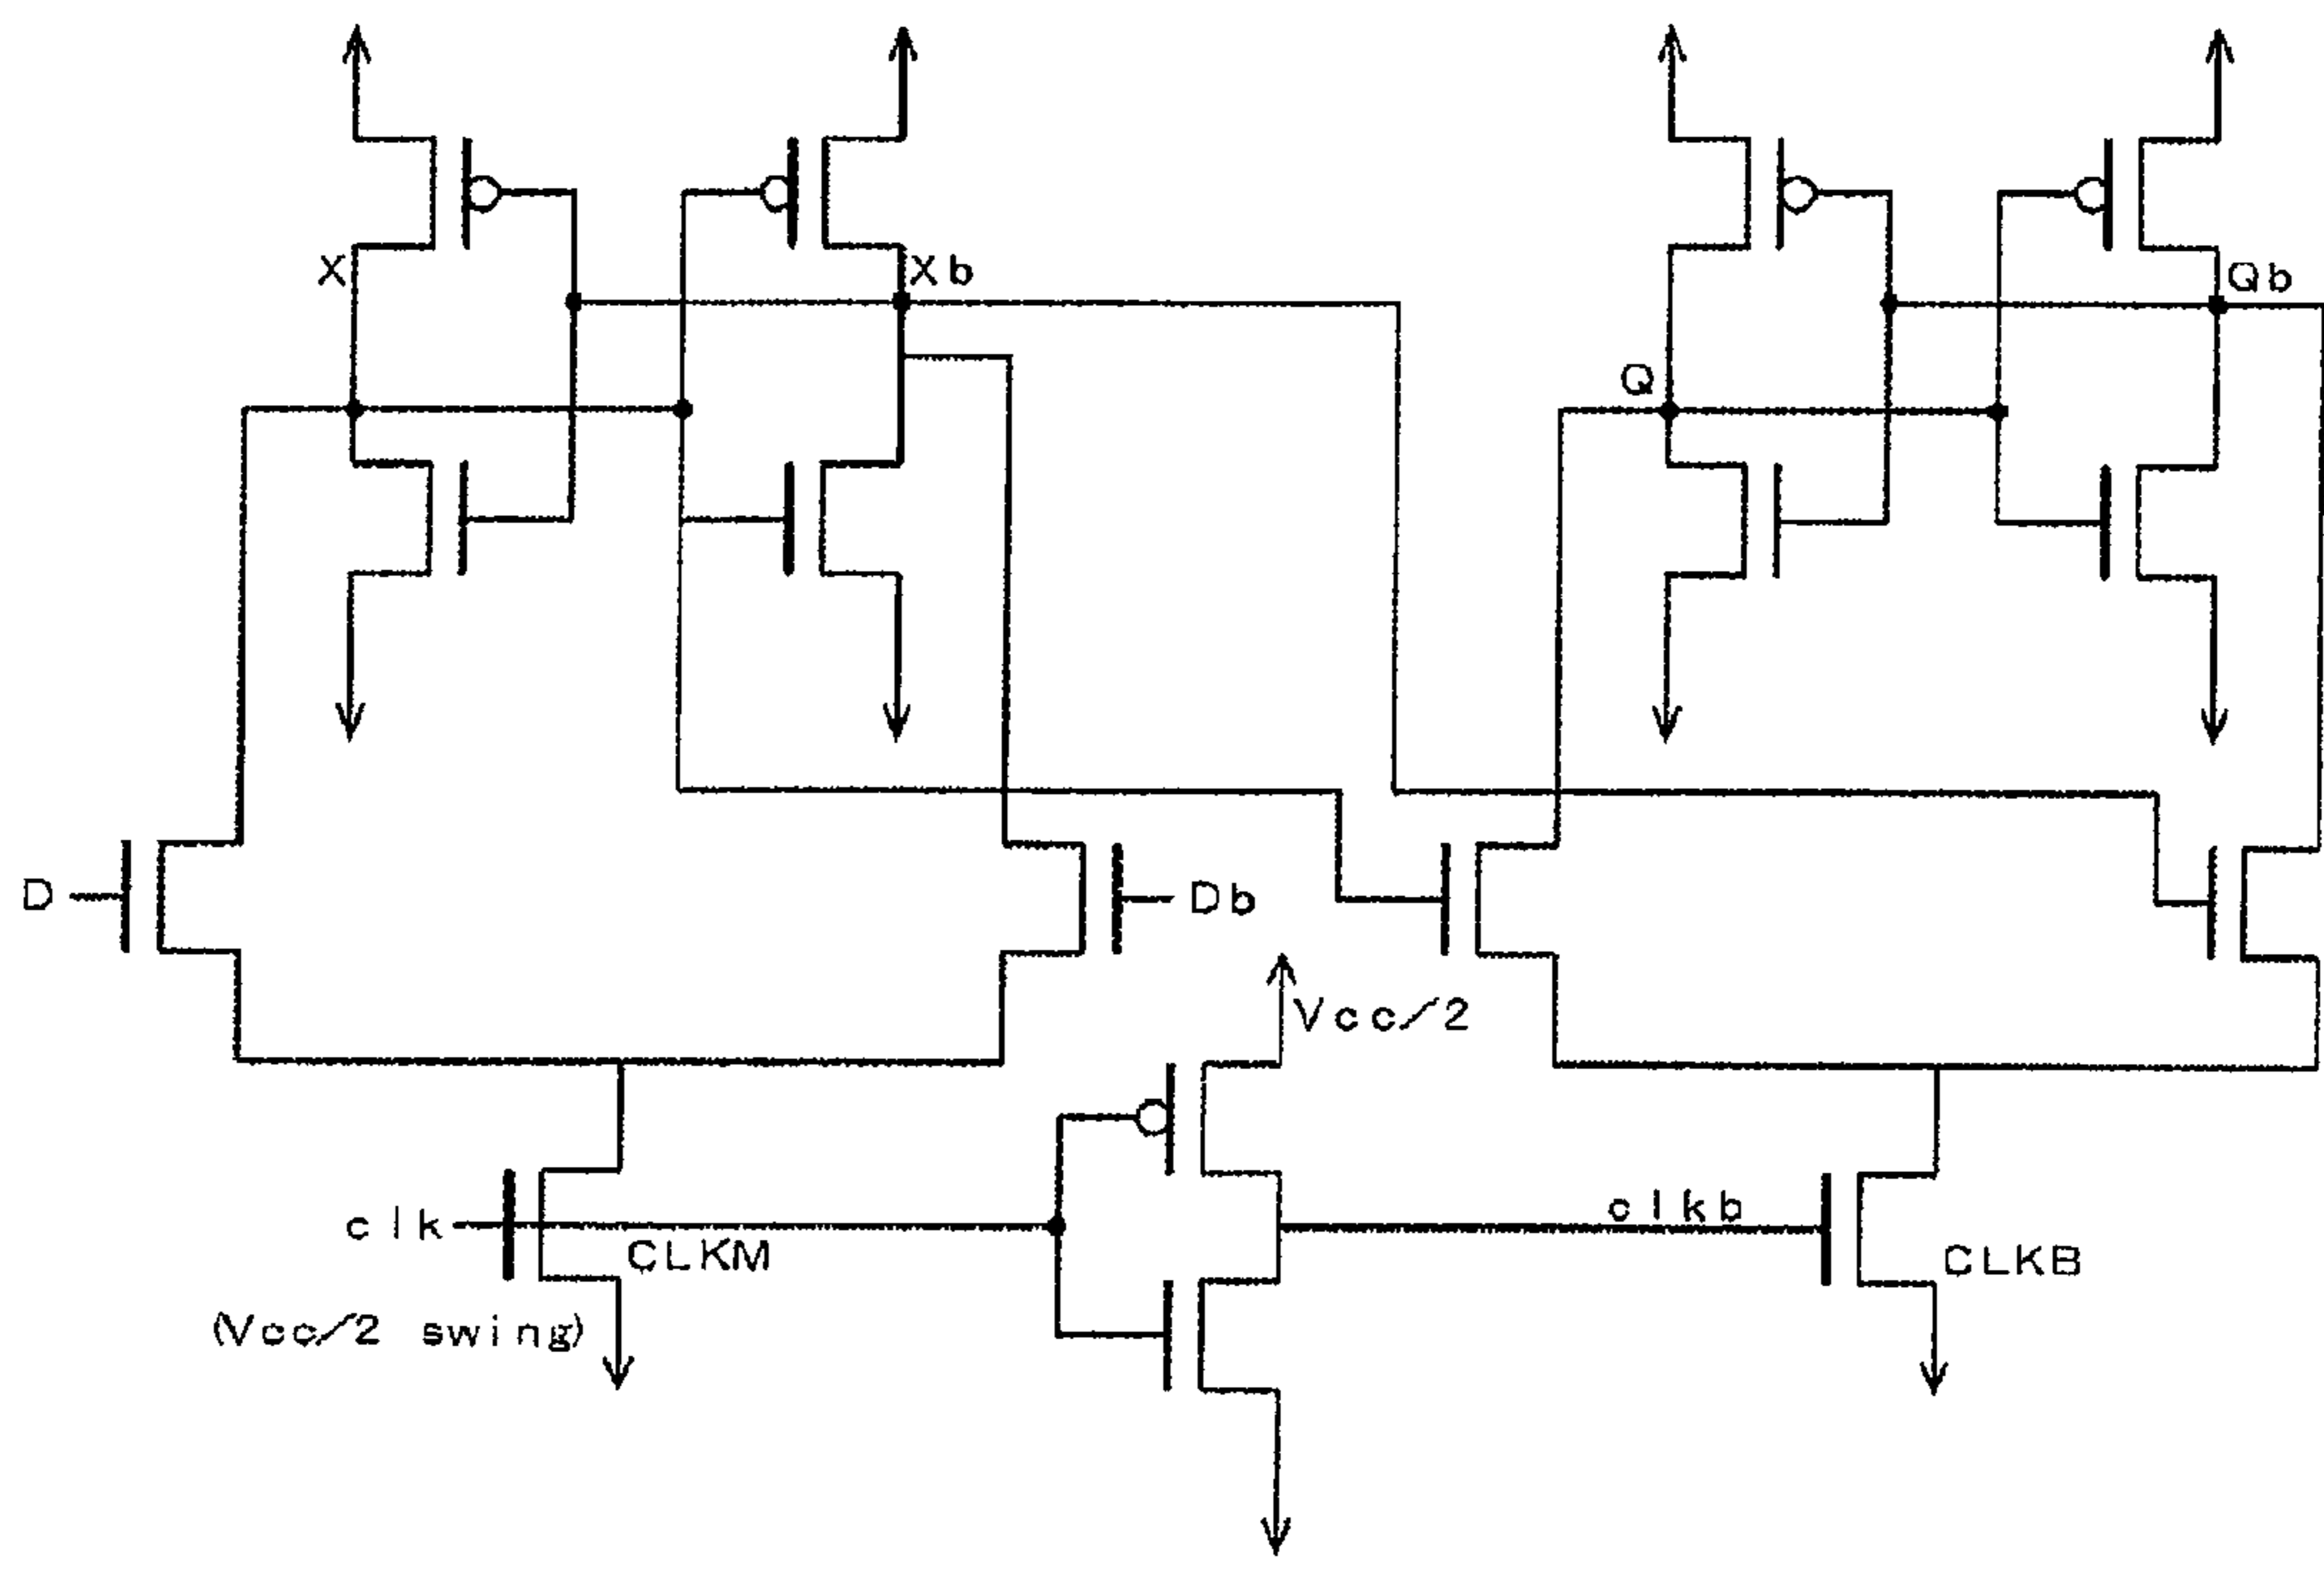 X
Xb
Qb
Q
D
Db
Vcc/2
clk
CLKM
clkb
CLKB
(Vcc/2 swing)